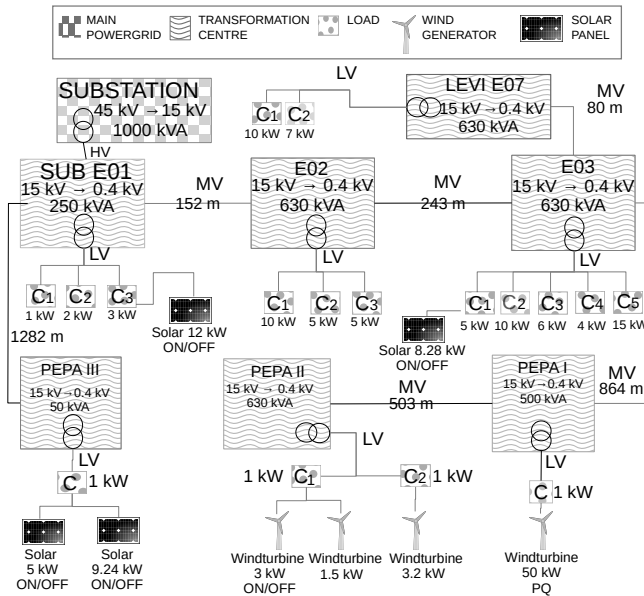 MAIN
POWERGRID
TRANSFORMATION
CENTRE
LOAD
WIND
GENERATOR
SOLAR
PANEL
SUBSTATION
45 kV → 15 kV
1000 kVA
HV
LV
C1
C2
10 kW
7 kW
LEVI E07
15 kV→0.4 kV
630 kVA
MV
80 m
SUB E01
15 kV → 0.4 kV
250 kVA
LV
MV
152 m
E02
15 kV → 0.4 kV
630 kVA
LV
MV
243 m
E03
15 kV → 0.4 kV
630 kVA
LV
C1
C2
C3
1 kW
2 kW
3 kW
Solar 12 kW
ON/OFF
C1
C2
C3
10 kW
5 kW
5 kW
C1
C2
C3
C4
C5
5 kW
10 kW
6 kW
4 kW
15 kW
Solar 8.28 kW
ON/OFF
1282 m
PEPA III
15 kV→0.4 kV
50 kVA
LV
C
1 kW
Solar
5 kW
ON/OFF
Solar
9.24 kW
ON/OFF
PEPA II
15 kV → 0.4 kV
630 kVA
LV
MV
503 m
PEPA I
15 kV→0.4 kV
500 kVA
LV
MV
864 m
1 kW
C1
C2
1 kW
C
1 kW
Windturbine
3 kW
ON/OFF
Windturbine
1.5 kW
Windturbine
3.2 kW
Windturbine
50 kW
PQ